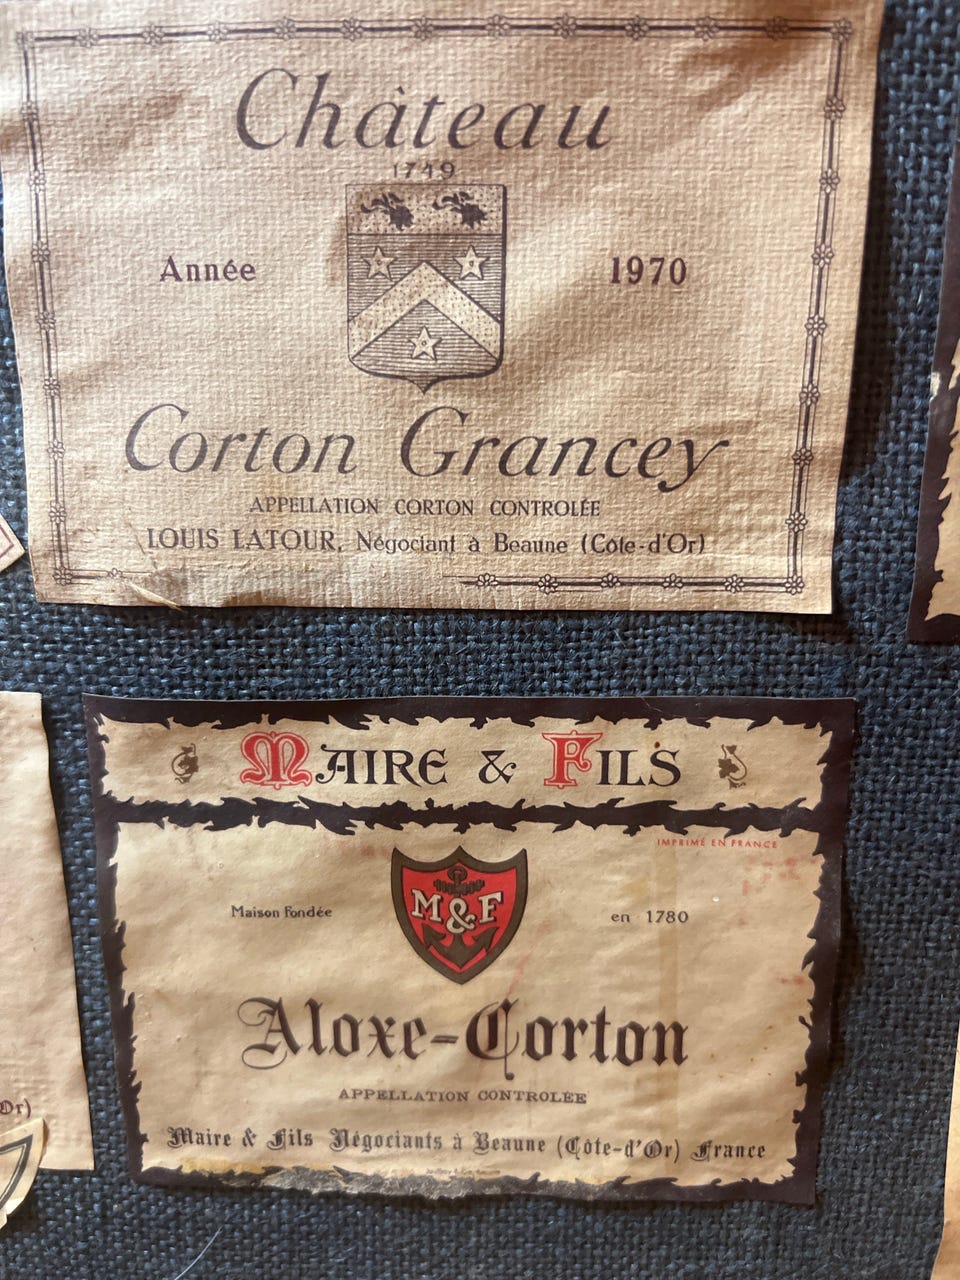 Château
1749
Année 1970
Corton Grancey
APPELLATION CORTON CONTROLÉE
LOUIS LATOUR, Négociant à Beaune (Côte-d'Or)
MAIRE & FILS
IMPRIMÉ EN FRANCE
Maison Fondée en 1780
M&F
Aloxe-Corton
APPELLATION CONTROLÉE
Maire & Fils Négociants à Beaune (Côte-d'Or) France
Or)